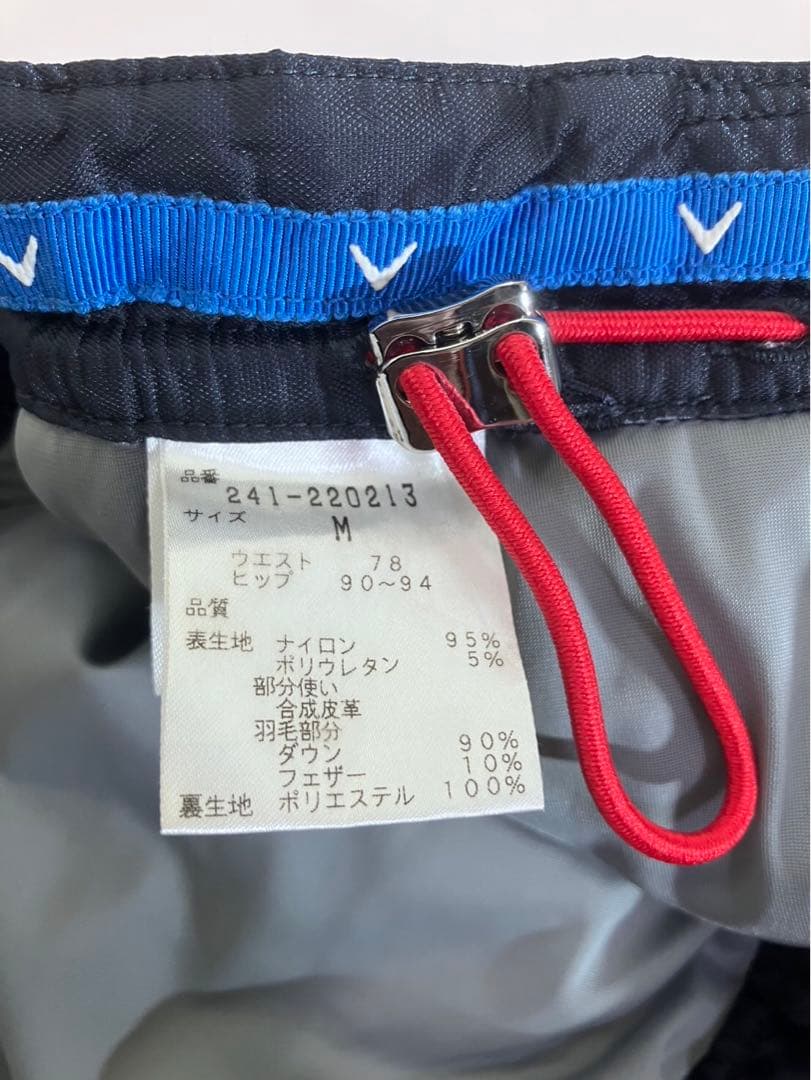 品番
241-220213
サイズ
M
ウエスト 78
ヒップ 90〜94
品質
表生地 ナイロン 95%
ポリウレタン 5%
部分使い
合成皮革
羽毛部分
ダウン 90%
フェザー 10%
裏生地 ポリエステル 100%